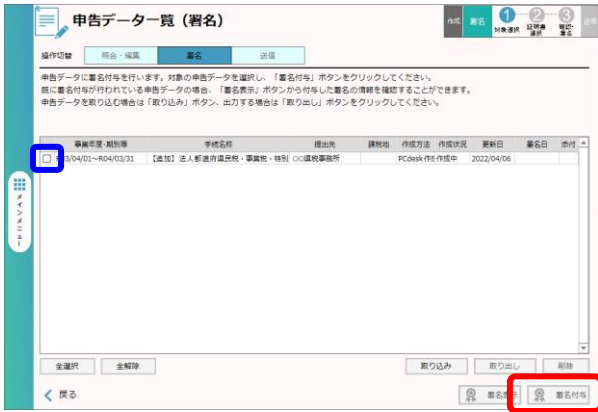 申告データ一覧（署名）
作成 署名 1 2 3 送信
対象選択 証明書選択 確認・署名
操作切替 照会・編集 署名 送信
申告データに署名付与を行います。対象の申告データを選択し、「署名付与」ボタンをクリックしてください。
既に署名付与が行われている申告データの場合、「署名表示」ボタンから付与した署名の情報を確認することができます。
申告データを取り込む場合は「取り込み」ボタン、出力する場合は「取り出し」ボタンをクリックしてください。
事業年度・期別等 手続名称 提出先 課税地 作成方法 作成状況 更新日 署名日 添付
R03/04/01～R04/03/31 【追加】法人都道府県民税・事業税・特別 〇〇県税事務所 PCdesk作成 作成中 2022/04/06
メインメニュー
全選択 全解除 取り込み 取り出し 削除
戻る 署名表示 署名付与